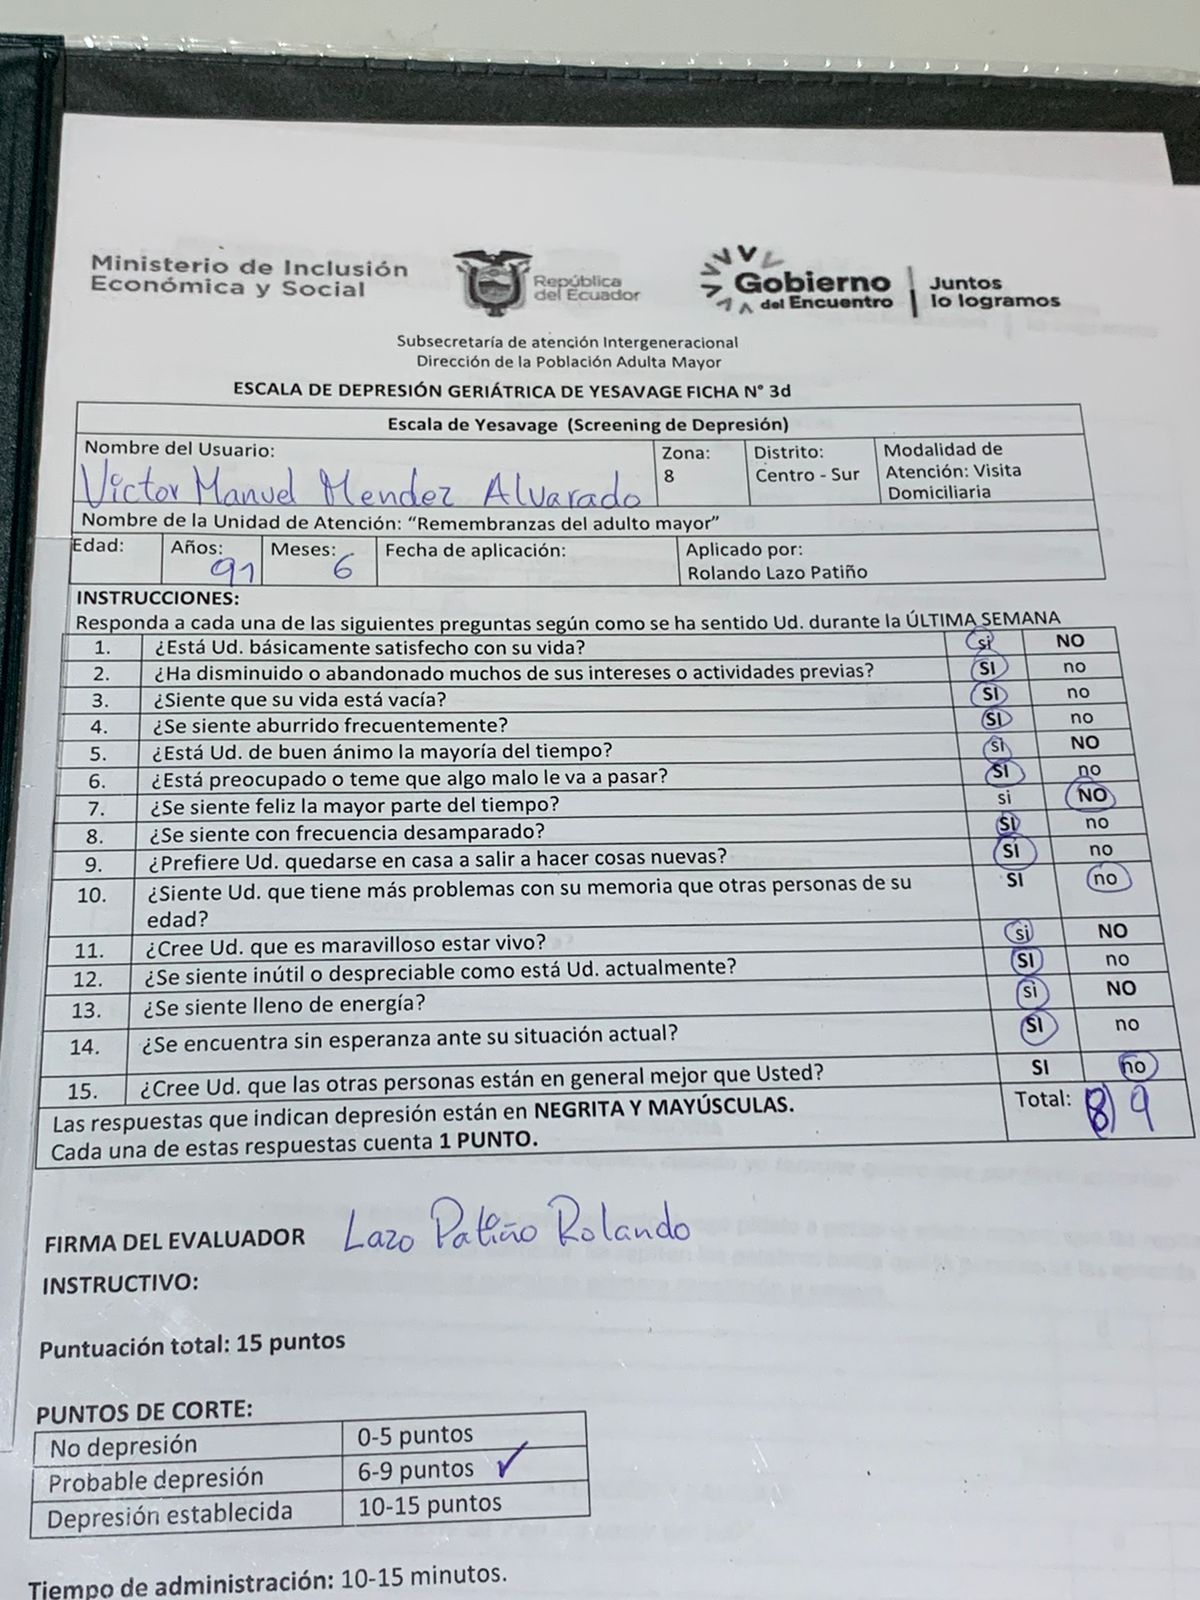 Ministerio de Inclusión
Económica y Social
República
del Ecuador
Gobierno
del Encuentro
Juntos
lo logramos
Subsecretaría de atención Intergeneracional
Dirección de la Población Adulta Mayor
ESCALA DE DEPRESIÓN GERIÁTRICA DE YESAVAGE FICHA N° 3d
Escala de Yesavage (Screening de Depresión)
Nombre del Usuario:
Victor Manuel Mendez Alvarado
Zona:
8
Distrito:
Centro - Sur
Modalidad de
Atención: Visita
Domiciliaria
Nombre de la Unidad de Atención: “Remembranzas del adulto mayor”
Edad: Años: 91 Meses: 6 Fecha de aplicación: Aplicado por:
Rolando Lazo Patiño
INSTRUCCIONES:
Responda a cada una de las siguientes preguntas según como se ha sentido Ud. durante la ÚLTIMA SEMANA
1. ¿Está Ud. básicamente satisfecho con su vida? si NO
2. ¿Ha disminuido o abandonado muchos de sus intereses o actividades previas? SI no
3. ¿Siente que su vida está vacía? SI no
4. ¿Se siente aburrido frecuentemente? SI no
5. ¿Está Ud. de buen ánimo la mayoría del tiempo? si NO
6. ¿Está preocupado o teme que algo malo le va a pasar? SI no
7. ¿Se siente feliz la mayor parte del tiempo? si NO
8. ¿Se siente con frecuencia desamparado? SI no
9. ¿Prefiere Ud. quedarse en casa a salir a hacer cosas nuevas? SI no
10. ¿Siente Ud. que tiene más problemas con su memoria que otras personas de su
edad? SI no
11. ¿Cree Ud. que es maravilloso estar vivo? si NO
12. ¿Se siente inútil o despreciable como está Ud. actualmente? SI no
13. ¿Se siente lleno de energía? si NO
14. ¿Se encuentra sin esperanza ante su situación actual? SI no
15. ¿Cree Ud. que las otras personas están en general mejor que Usted? SI no
Las respuestas que indican depresión están en NEGRITA Y MAYÚSCULAS.
Cada una de estas respuestas cuenta 1 PUNTO.
Total: 8) 9
FIRMA DEL EVALUADOR Lazo Patiño Rolando
INSTRUCTIVO:
Puntuación total: 15 puntos
PUNTOS DE CORTE:
No depresión 0-5 puntos
Probable depresión 6-9 puntos ✓
Depresión establecida 10-15 puntos
Tiempo de administración: 10-15 minutos.